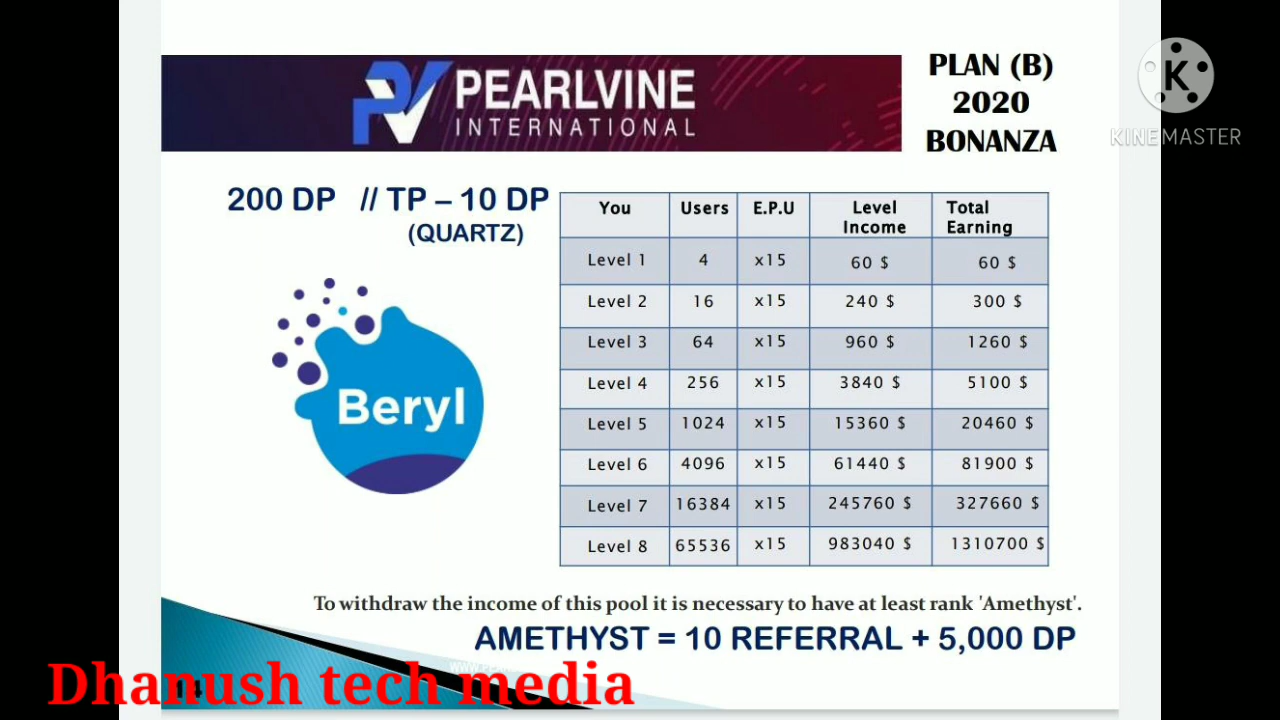 PEARLVINE
INTERNATIONAL
PLAN (B)
2020
BONANZA
K
KINEMASTER
200 DP // TP – 10 DP
(QUARTZ)
Beryl
You Users E.P.U Level Income Total Earning
Level 1 4 x15 60 $ 60 $
Level 2 16 x15 240 $ 300 $
Level 3 64 x15 960 $ 1260 $
Level 4 256 x15 3840 $ 5100 $
Level 5 1024 x15 15360 $ 20460 $
Level 6 4096 x15 61440 $ 81900 $
Level 7 16384 x15 245760 $ 327660 $
Level 8 65536 x15 983040 $ 1310700 $
To withdraw the income of this pool it is necessary to have at least rank 'Amethyst'.
AMETHYST = 10 REFERRAL + 5,000 DP
Dhanush tech media